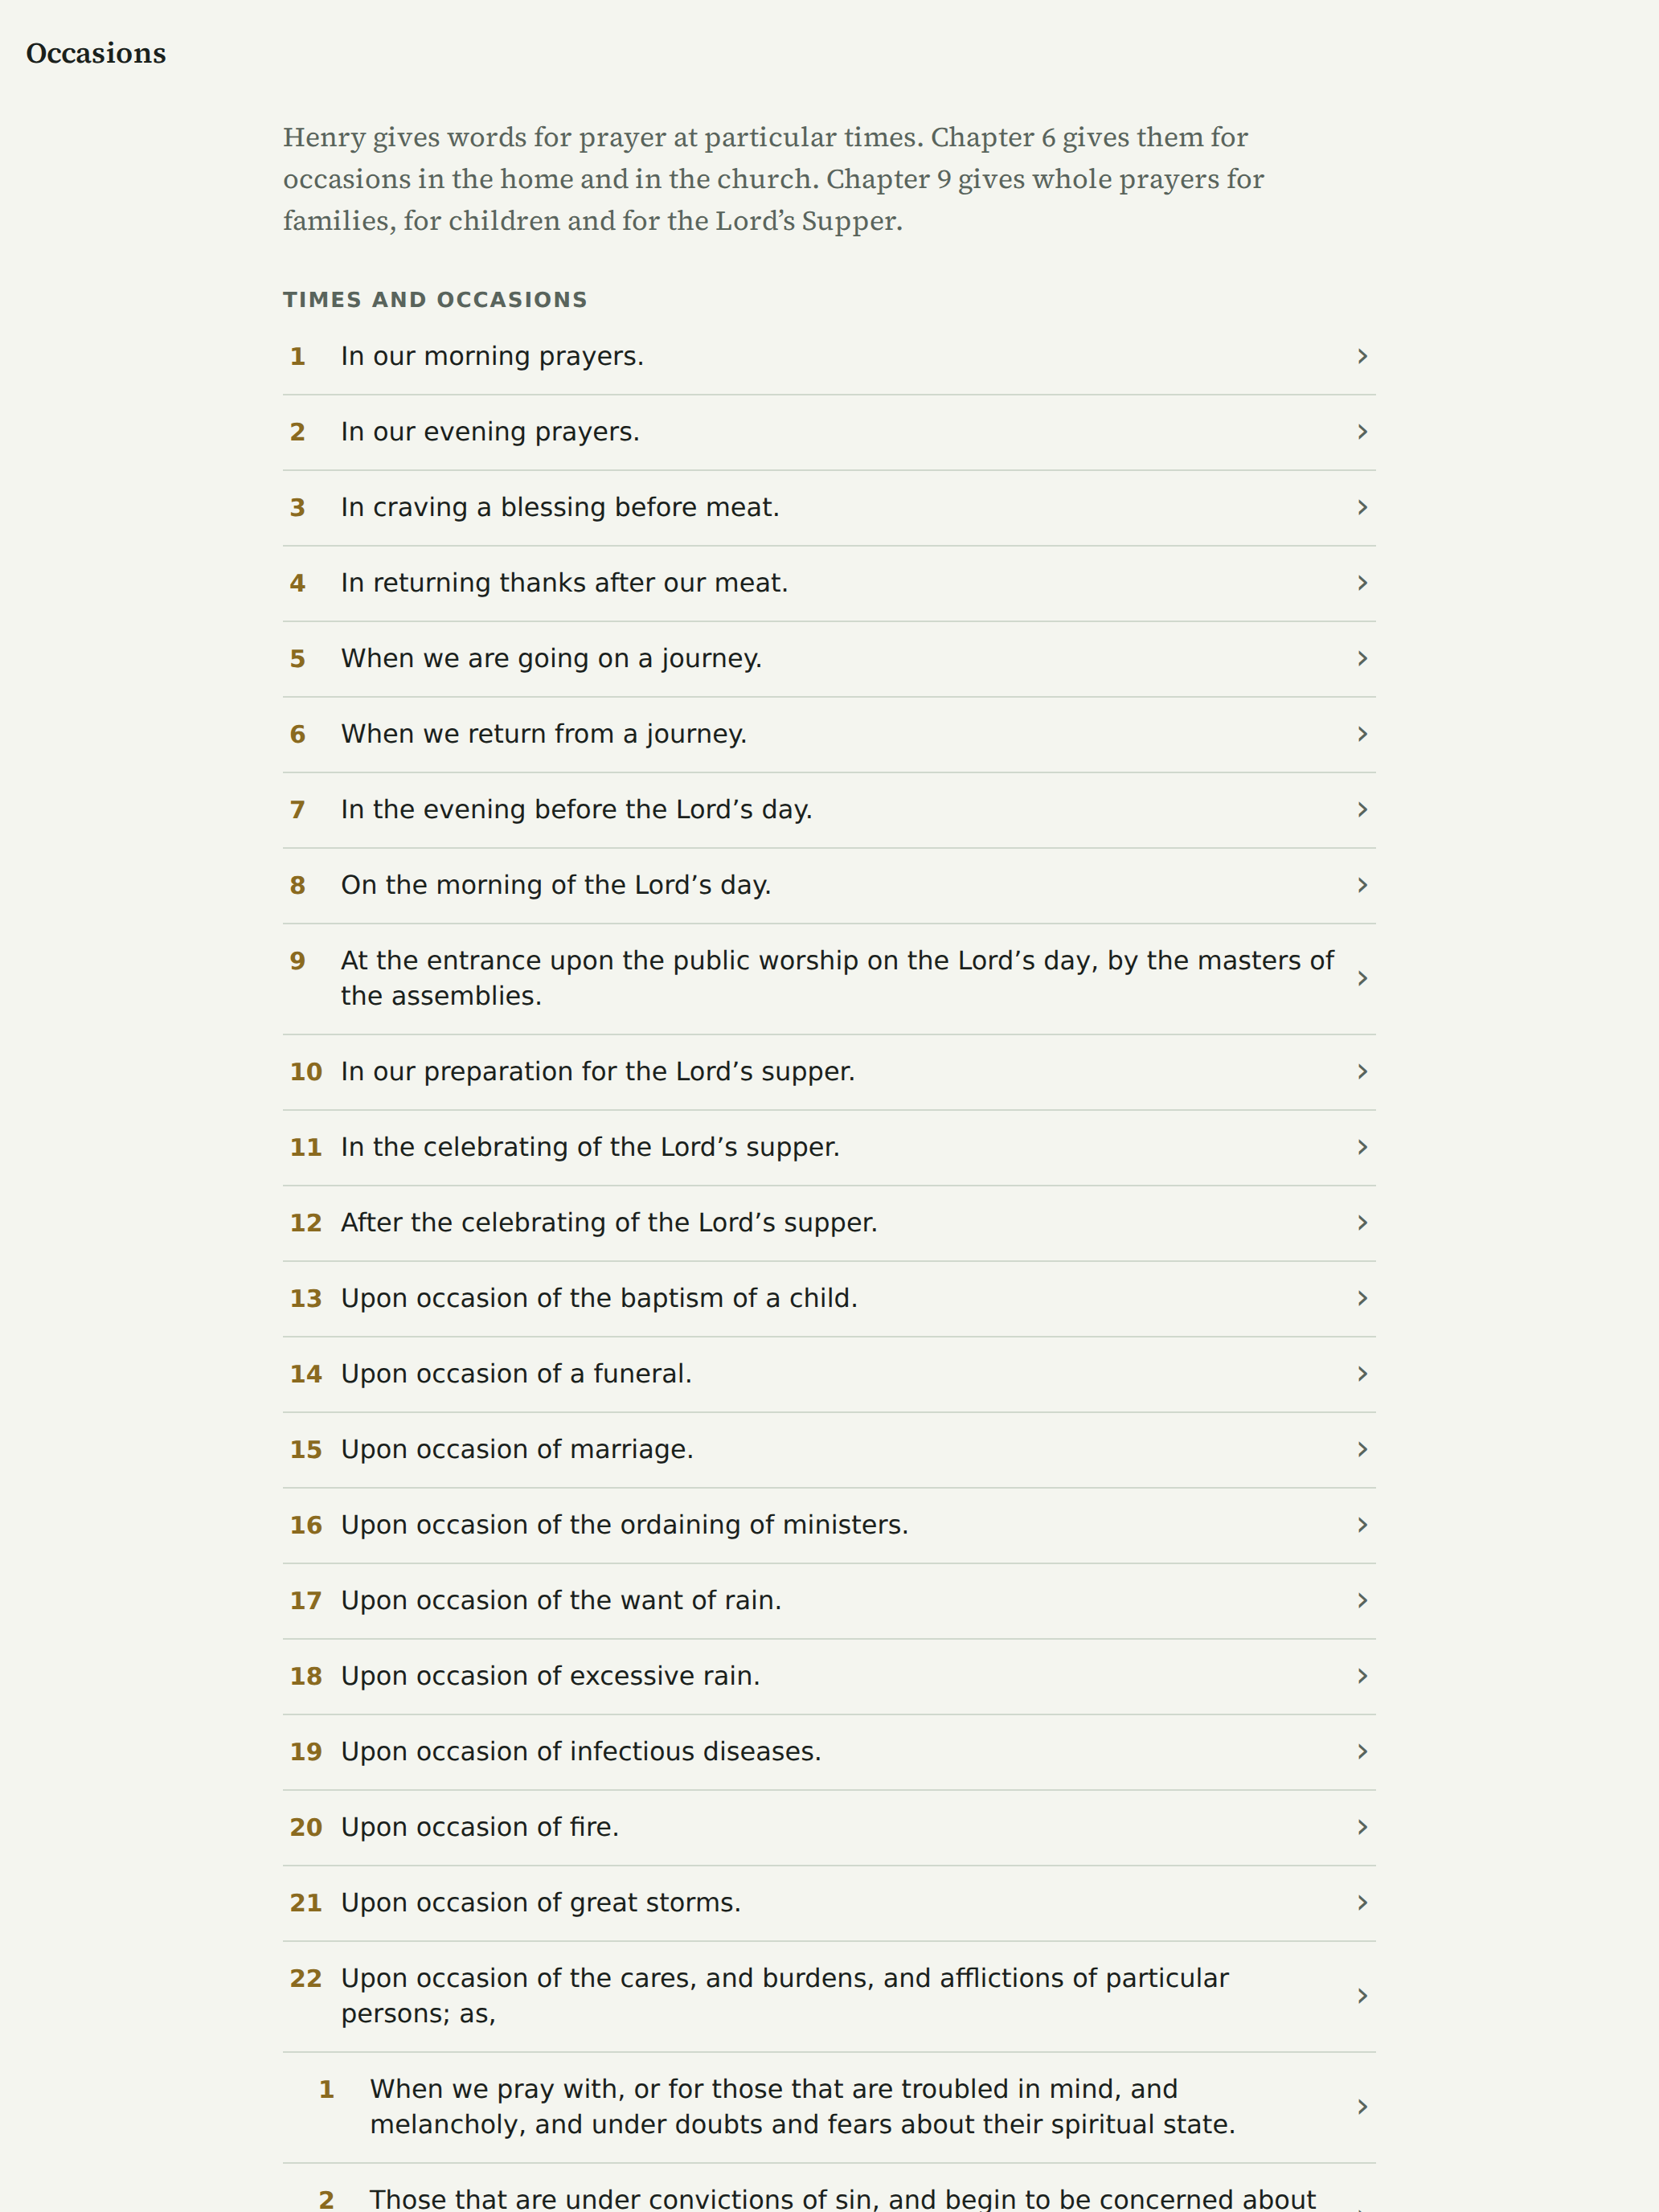 Occasions
Henry gives words for prayer at particular times. Chapter 6 gives them for
occasions in the home and in the church. Chapter 9 gives whole prayers for
families, for children and for the Lord’s Supper.
TIMES AND OCCASIONS
1 In our morning prayers.
2 In our evening prayers.
3 In craving a blessing before meat.
4 In returning thanks after our meat.
5 When we are going on a journey.
6 When we return from a journey.
7 In the evening before the Lord’s day.
8 On the morning of the Lord’s day.
9 At the entrance upon the public worship on the Lord’s day, by the masters of
the assemblies.
10 In our preparation for the Lord’s supper.
11 In the celebrating of the Lord’s supper.
12 After the celebrating of the Lord’s supper.
13 Upon occasion of the baptism of a child.
14 Upon occasion of a funeral.
15 Upon occasion of marriage.
16 Upon occasion of the ordaining of ministers.
17 Upon occasion of the want of rain.
18 Upon occasion of excessive rain.
19 Upon occasion of infectious diseases.
20 Upon occasion of fire.
21 Upon occasion of great storms.
22 Upon occasion of the cares, and burdens, and afflictions of particular
persons; as,
1 When we pray with, or for those that are troubled in mind, and
melancholy, and under doubts and fears about their spiritual state.
2 Those that are under convictions of sin, and begin to be concerned about